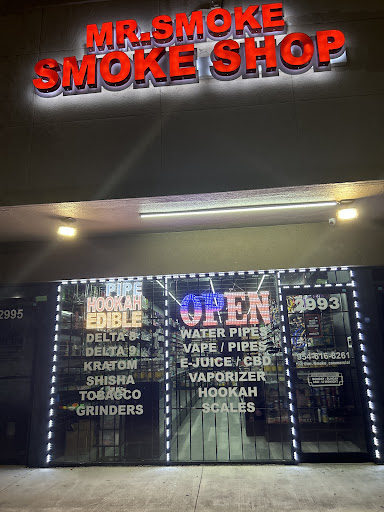 MR.SMOKE
SMOKE SHOP
2995
PIPE
HOOKAH
EDIBLE
DELTA 8
DELTA 9
KRATOM
SHISHA
TOBACCO
GRINDERS
OPEN
WATER PIPES
VAPE / PIPES
E-JUICE / CBD
VAPORIZER
HOOKAH
SCALES
2993
954-616-8261